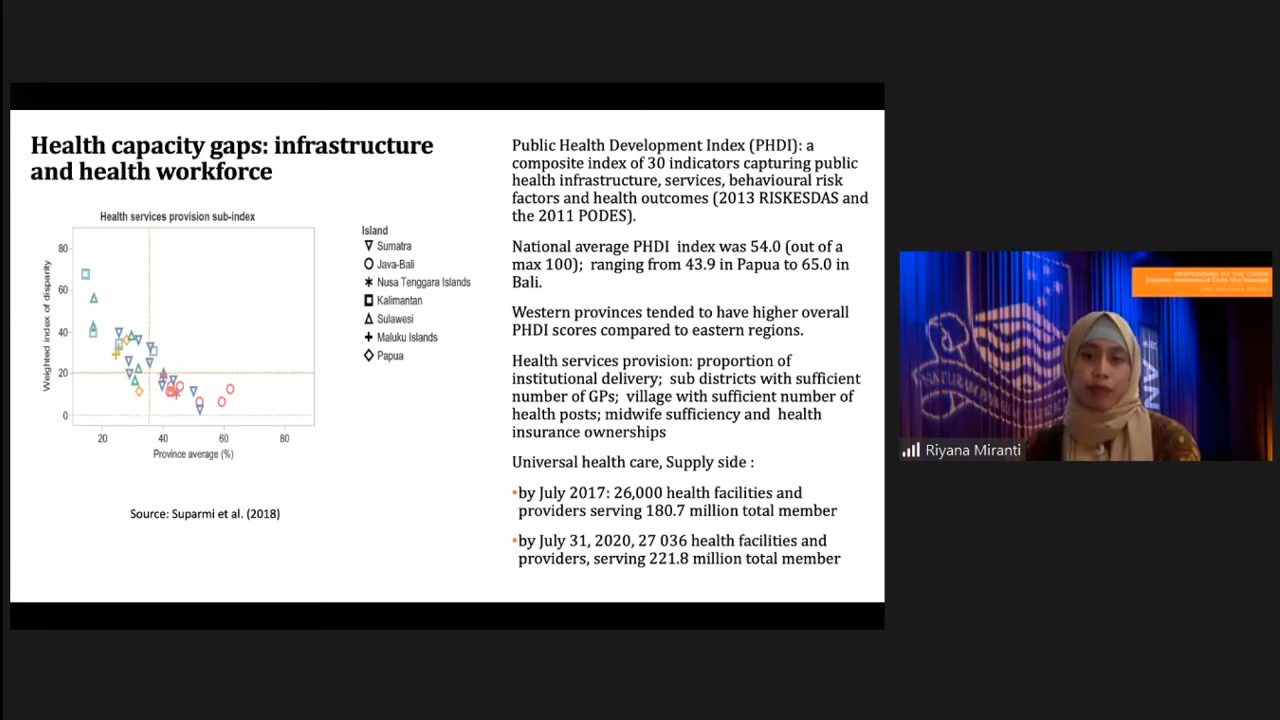 Health capacity gaps: infrastructure
and health workforce
Health services provision sub-index
Weighted index of disparity
80
60
40
20
0
20
40
60
80
Province average (%)
Island
Sumatra
Java-Bali
Nusa Tenggara Islands
Kalimantan
Sulawesi
Maluku Islands
Papua
Source: Suparmi et al. (2018)
Public Health Development Index (PHDI): a
composite index of 30 indicators capturing public
health infrastructure, services, behavioural risk
factors and health outcomes (2013 RISKESDAS and
the 2011 PODES).
National average PHDI index was 54.0 (out of a
max 100); ranging from 43.9 in Papua to 65.0 in
Bali.
Western provinces tended to have higher overall
PHDI scores compared to eastern regions.
Health services provision: proportion of
institutional delivery; sub districts with sufficient
number of GPs; village with sufficient number of
health posts; midwife sufficiency and health
insurance ownerships
Universal health care, Supply side :
•by July 2017: 26,000 health facilities and
providers serving 180.7 million total member
•by July 31, 2020, 27 036 health facilities and
providers, serving 221.8 million total member
RESPONDING TO THE CRISIS
Riyana Miranti